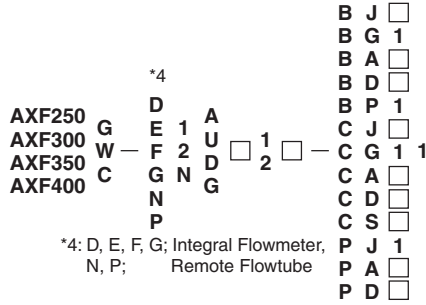 AXF250
AXF300
AXF350
AXF400
G
W
C
—
*4
D
E
F
G
N
P
1
2
N
A
U
D
G
□
1
2
□
—
B J □
B G 1
B A □
B D □
B P 1
C J □
C G 1 1
C A □
C D □
C S □
P J 1
P A □
P D □
*4: D, E, F, G; Integral Flowmeter,
N, P; Remote Flowtube